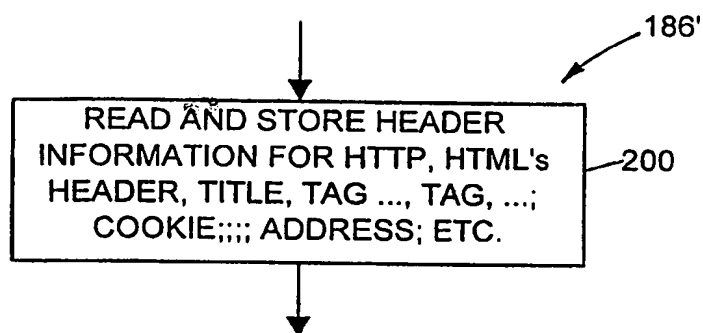 186'
READ AND STORE HEADER
INFORMATION FOR HTTP, HTML's
HEADER, TITLE, TAG ..., TAG, ...;
COOKIE;;;; ADDRESS; ETC.
200